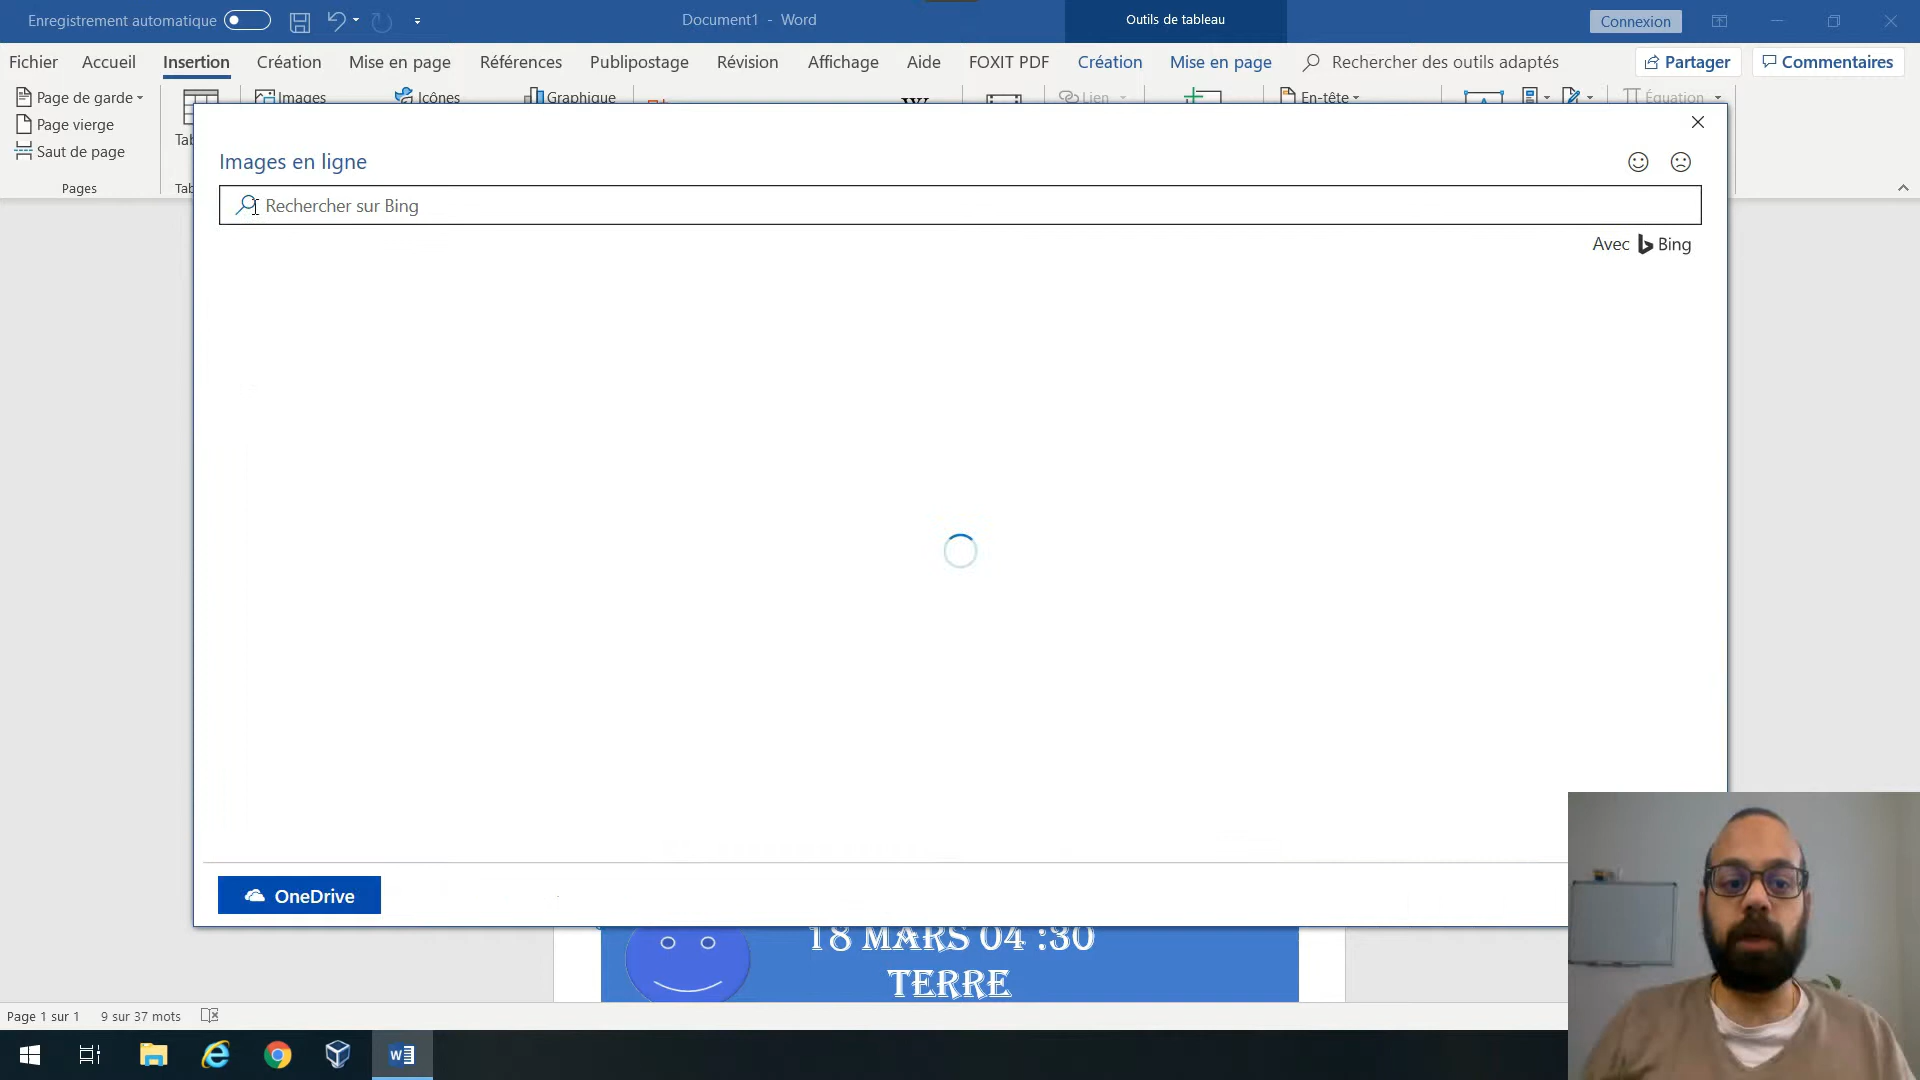 Enregistrement automatique
Document1 - Word
Outils de tableau
Connexion
Fichier Accueil Insertion Création Mise en page Références Publipostage Révision Affichage Aide FOXIT PDF Création Mise en page Rechercher des outils adaptés Partager Commentaires
Page de garde
Images
Icônes
Graphique
Lien
En-tête
Équation
Page vierge
Tab
Saut de page
Pages
Tab
Images en ligne
Rechercher sur Bing
Avec Bing
OneDrive
18 MARS 04 :30
TERRE
Page 1 sur 1 9 sur 37 mots